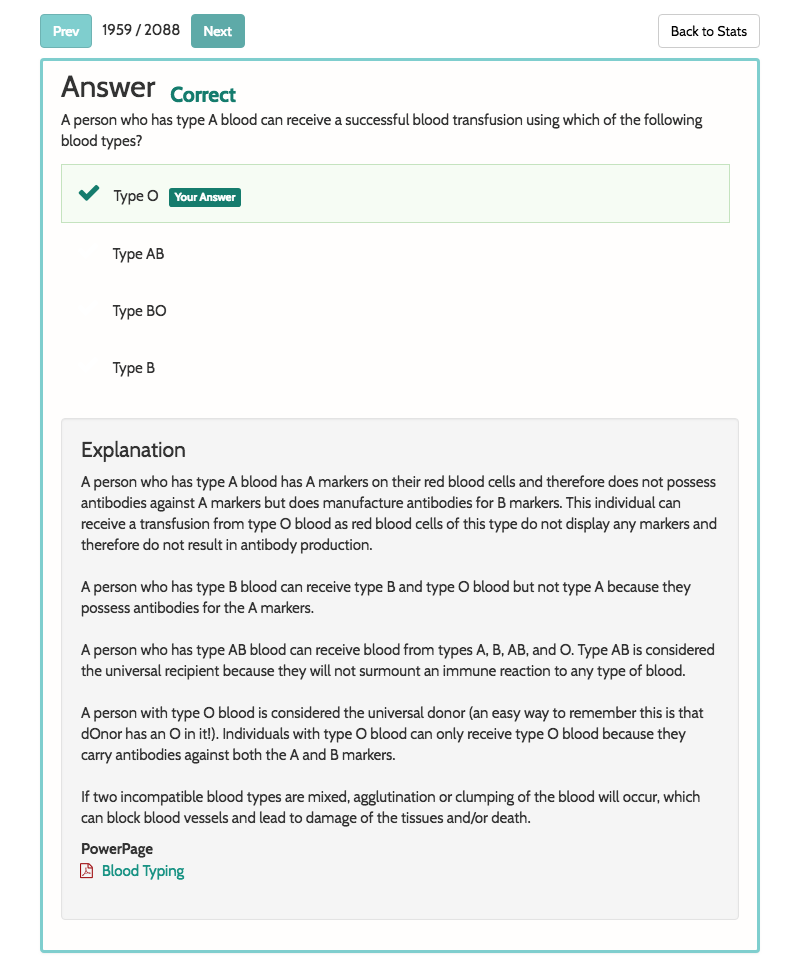 Prev 1959 / 2088 Next Back to Stats
Answer Correct
A person who has type A blood can receive a successful blood transfusion using which of the following
blood types?
Type O Your Answer
Type AB
Type BO
Type B
Explanation
A person who has type A blood has A markers on their red blood cells and therefore does not possess
antibodies against A markers but does manufacture antibodies for B markers. This individual can
receive a transfusion from type O blood as red blood cells of this type do not display any markers and
therefore do not result in antibody production.
A person who has type B blood can receive type B and type O blood but not type A because they
possess antibodies for the A markers.
A person who has type AB blood can receive blood from types A, B, AB, and O. Type AB is considered
the universal recipient because they will not surmount an immune reaction to any type of blood.
A person with type O blood is considered the universal donor (an easy way to remember this is that
dOnor has an O in it!). Individuals with type O blood can only receive type O blood because they
carry antibodies against both the A and B markers.
If two incompatible blood types are mixed, agglutination or clumping of the blood will occur, which
can block blood vessels and lead to damage of the tissues and/or death.
PowerPage
Blood Typing